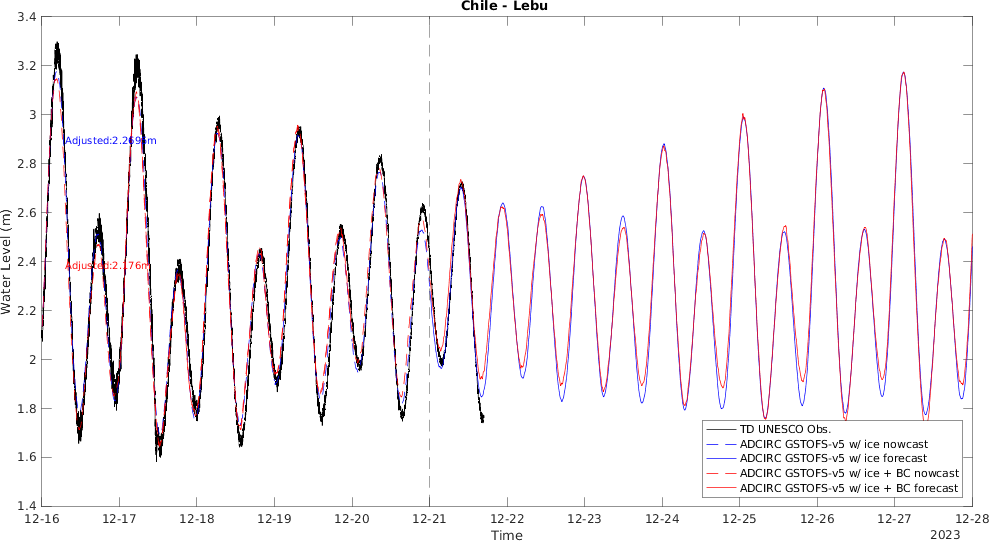 Chile - Lebu
3.4
3.2
3
2.8
2.6
2.4
2.2
2
1.8
1.6
1.4
Water Level (m)
Adjusted:2.2696m
Adjusted:2.176m
TD UNESCO Obs.
ADCIRC GSTOFS-v5 w/ ice nowcast
ADCIRC GSTOFS-v5 w/ ice forecast
ADCIRC GSTOFS-v5 w/ ice + BC nowcast
ADCIRC GSTOFS-v5 w/ ice + BC forecast
12-16 12-17 12-18 12-19 12-20 12-21 12-22 12-23 12-24 12-25 12-26 12-27 12-28
Time
2023